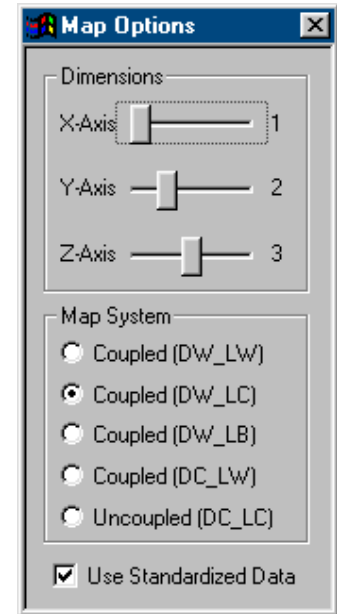 Map Options
Dimensions
X-Axis 1
Y-Axis 2
Z-Axis 3
Map System
Coupled (DW_LW)
Coupled (DW_LC)
Coupled (DW_LB)
Coupled (DC_LW)
Uncoupled (DC_LC)
Use Standardized Data